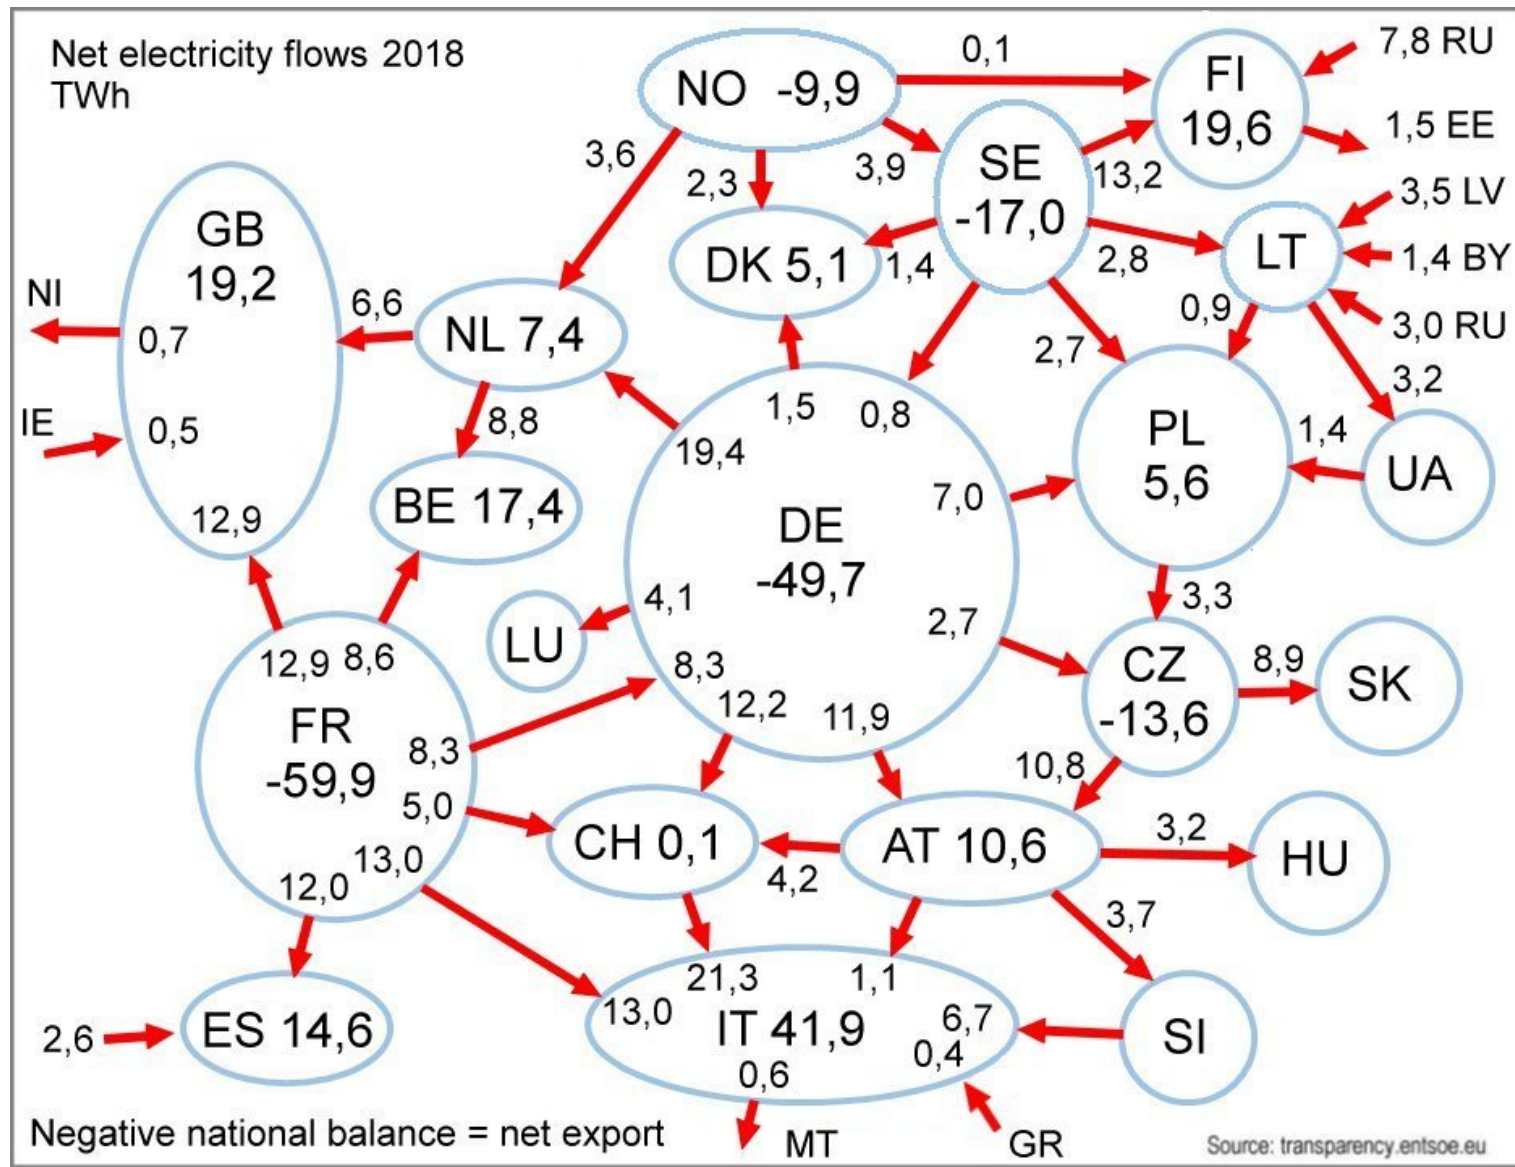 Net electricity flows 2018
TWh
NO -9,9
0,1
FI
19,6
7,8 RU
1,5 EE
3,6
2,3
3,9
SE
-17,0
13,2
3,5 LV
GB
19,2
DK 5,1
1,4
2,8
LT
1,4 BY
NI
0,7
6,6
NL 7,4
0,9
3,0 RU
2,7
3,2
IE
0,5
8,8
19,4
1,5
0,8
PL
5,6
1,4
UA
12,9
BE 17,4
7,0
DE
-49,7
LU
4,1
2,7
3,3
12,9
8,6
8,3
12,2
11,9
CZ
-13,6
8,9
SK
FR
-59,9
8,3
5,0
13,0
12,0
10,8
CH 0,1
4,2
AT 10,6
3,2
HU
3,7
2,6
ES 14,6
13,0
21,3
1,1
IT 41,9
6,7
0,4
0,6
SI
MT
GR
Negative national balance = net export
Source: transparency.entsoe.eu